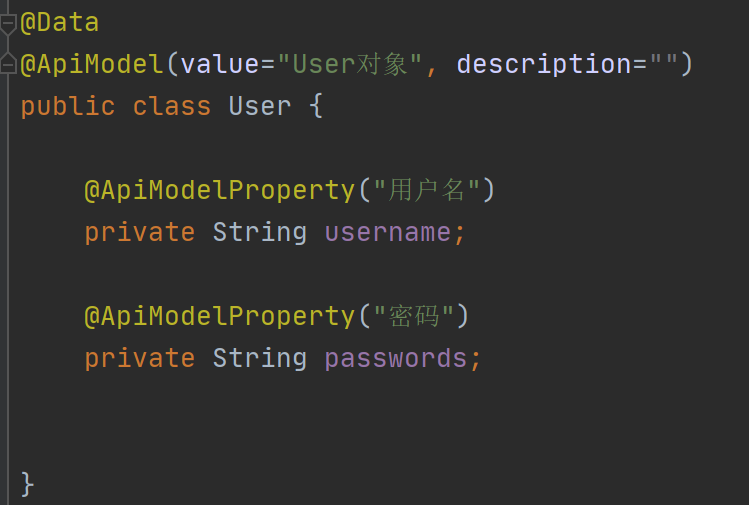 @Data
@ApiModel(value="User对象", description="")
public class User {
@ApiModelProperty("用户名")
private String username;
@ApiModelProperty("密码")
private String passwords;
}